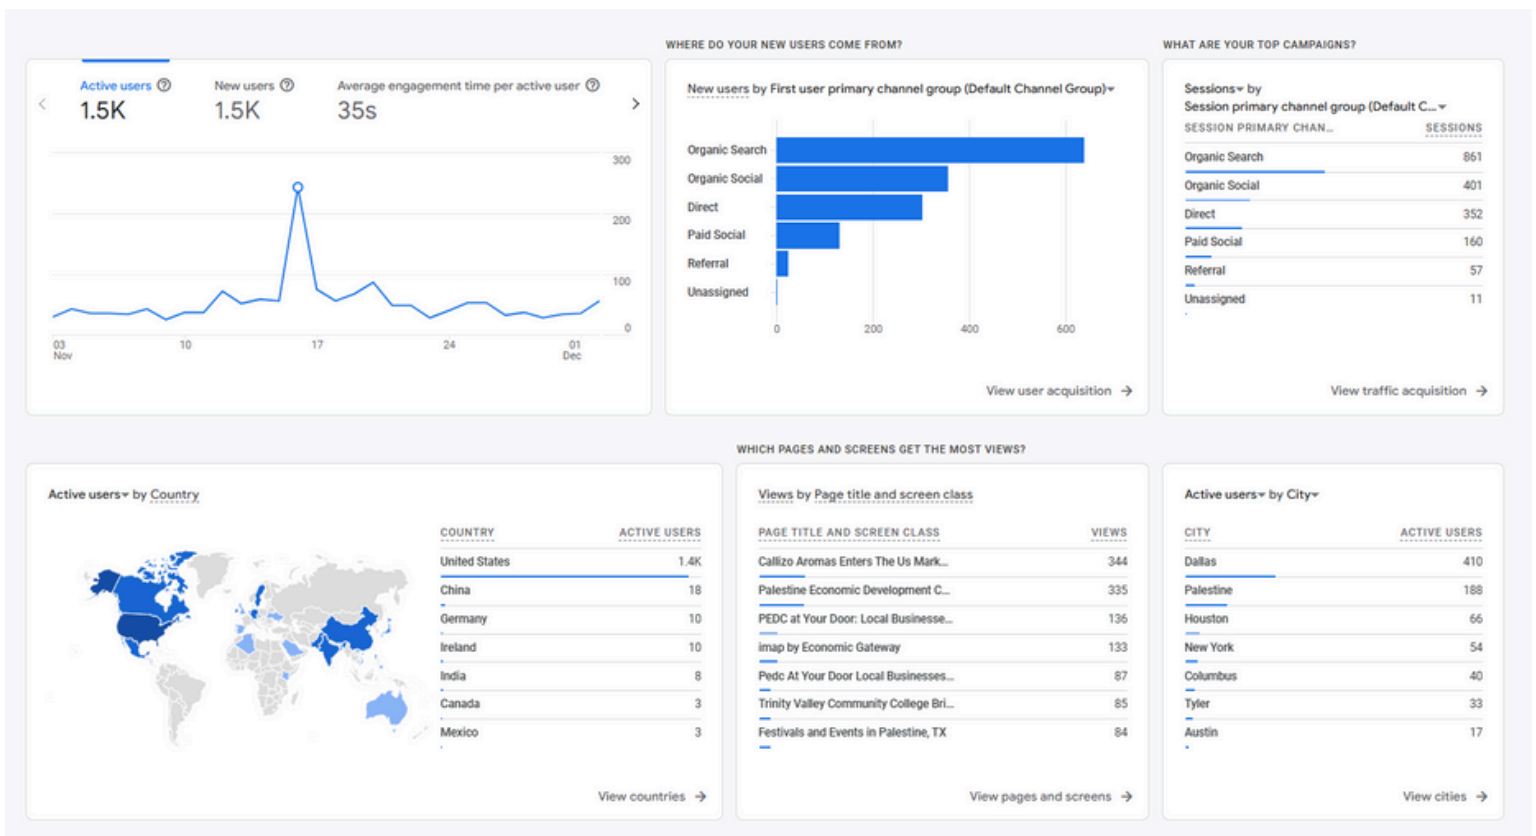 WHERE DO YOUR NEW USERS COME FROM?
WHAT ARE YOUR TOP CAMPAIGNS?
Active users
1.5K
New users
1.5K
Average engagement time per active user
35s
300
200
100
0
03
Nov
10
17
24
01
Dec
New users by First user primary channel group (Default Channel Group)
Organic Search
Organic Social
Direct
Paid Social
Referral
Unassigned
0 200 400 600
View user acquisition
Sessions by
Session primary channel group (Default C...
SESSION PRIMARY CHAN... SESSIONS
Organic Search 861
Organic Social 401
Direct 352
Paid Social 160
Referral 57
Unassigned 11
View traffic acquisition
WHICH PAGES AND SCREENS GET THE MOST VIEWS?
Active users by Country
COUNTRY ACTIVE USERS
United States 1.4K
China 18
Germany 10
Ireland 10
India 8
Canada 3
Mexico 3
View countries
Views by Page title and screen class
PAGE TITLE AND SCREEN CLASS VIEWS
Callizo Aromas Enters The Us Mark... 344
Palestine Economic Development C... 335
PEDC at Your Door: Local Businesse... 136
imap by Economic Gateway 133
Pedc At Your Door Local Businesses... 87
Trinity Valley Community College Bri... 85
Festivals and Events in Palestine, TX 84
View pages and screens
Active users by City
CITY ACTIVE USERS
Dallas 410
Palestine 188
Houston 66
New York 54
Columbus 40
Tyler 33
Austin 17
View cities